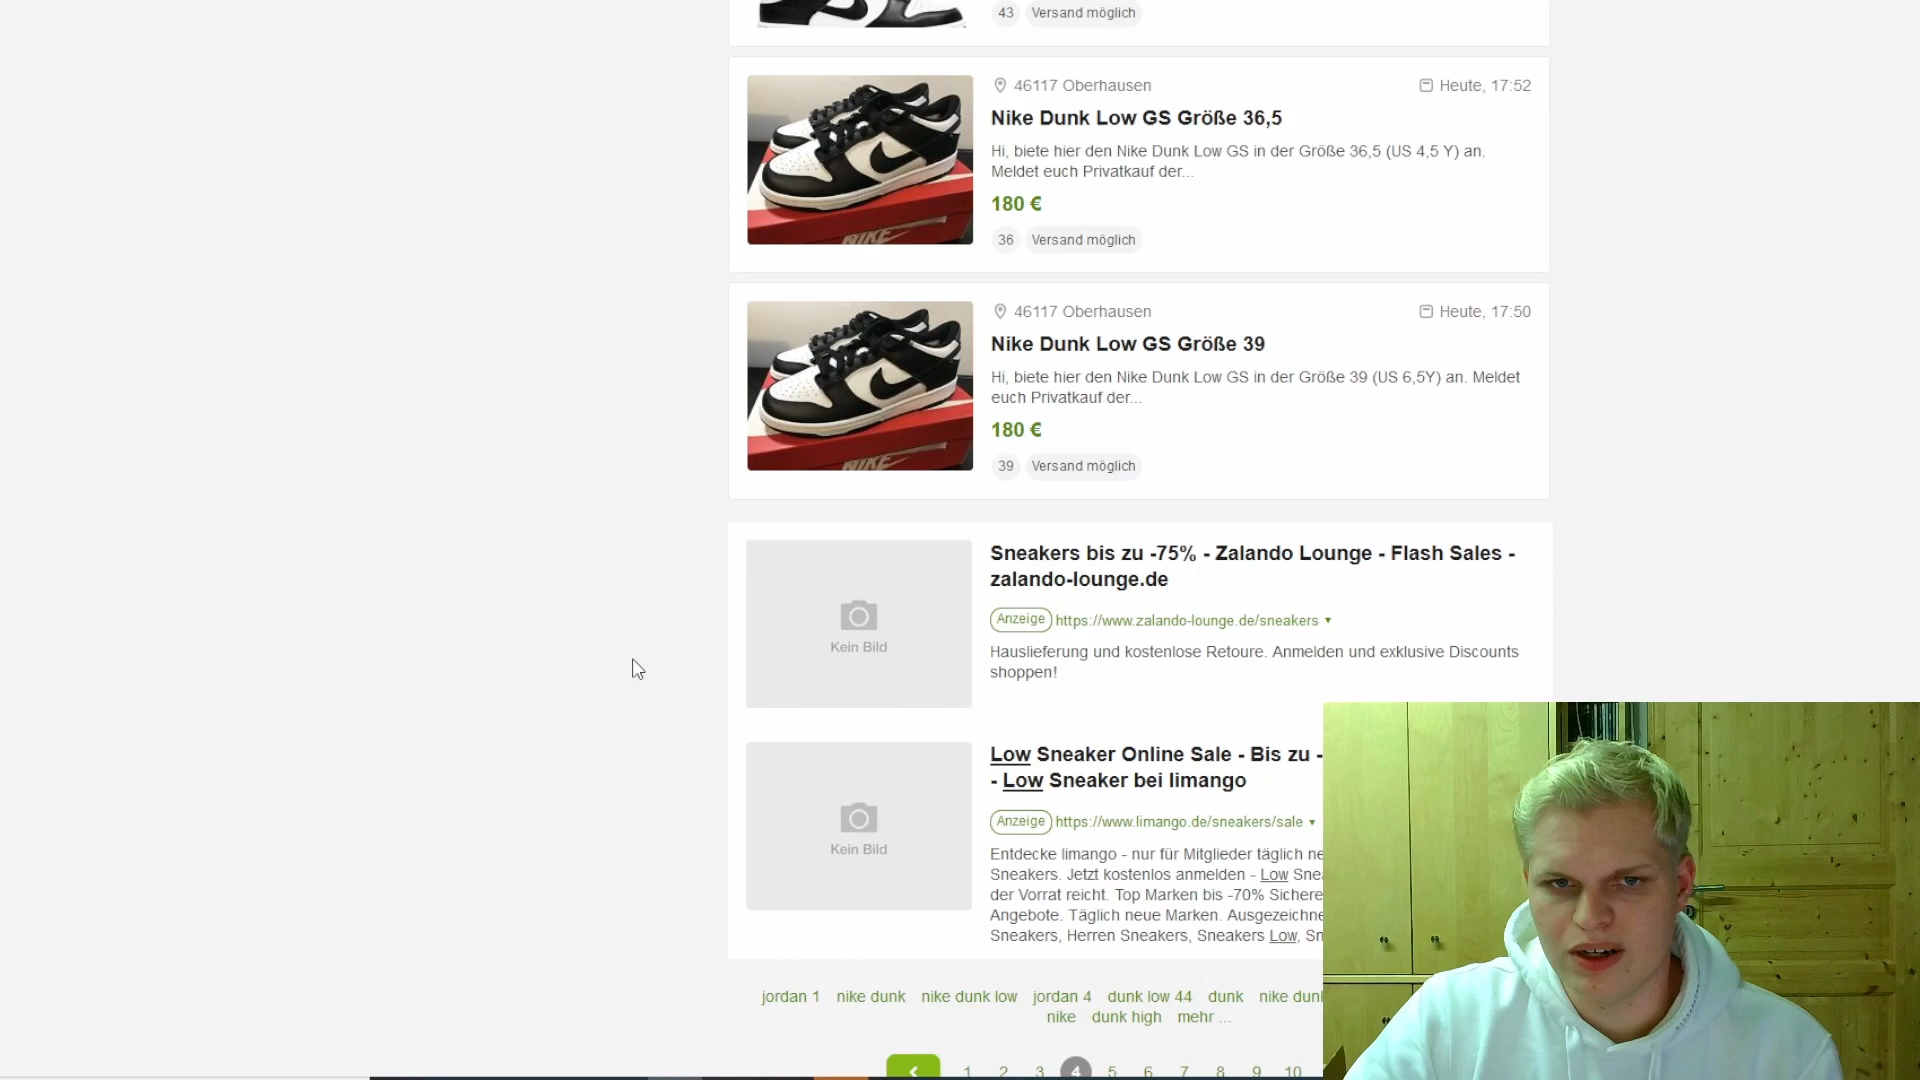 43 Versand möglich
46117 Oberhausen Heute, 17:52
Nike Dunk Low GS Größe 36,5
Hi, biete hier den Nike Dunk Low GS in der Größe 36,5 (US 4,5 Y) an.
Meldet euch Privatkauf der...
180 €
36 Versand möglich
NIKE
46117 Oberhausen Heute, 17:50
Nike Dunk Low GS Größe 39
Hi, biete hier den Nike Dunk Low GS in der Größe 39 (US 6,5Y) an. Meldet
euch Privatkauf der...
180 €
39 Versand möglich
NIKE
Sneakers bis zu -75% - Zalando Lounge - Flash Sales -
zalando-lounge.de
Anzeige https://www.zalando-lounge.de/sneakers
Hauslieferung und kostenlose Retoure. Anmelden und exklusive Discounts
shoppen!
Kein Bild
Low Sneaker Online Sale - Bis zu -
- Low Sneaker bei limango
Anzeige https://www.limango.de/sneakers/sale
Kein Bild
Entdecke limango - nur für Mitglieder täglich
Sneakers. Jetzt kostenlos anmelden - Low
der Vorrat reicht. Top Marken bis -70%
Angebote. Täglich neue Marken.
Sneakers, Herren Sneakers, Sneakers Low,
jordan 1 nike dunk nike dunk low jordan 4 dunk low 44 dunk nike
nike dunk high mehr ...
1 2 3 4 5 6 7 8 9 10